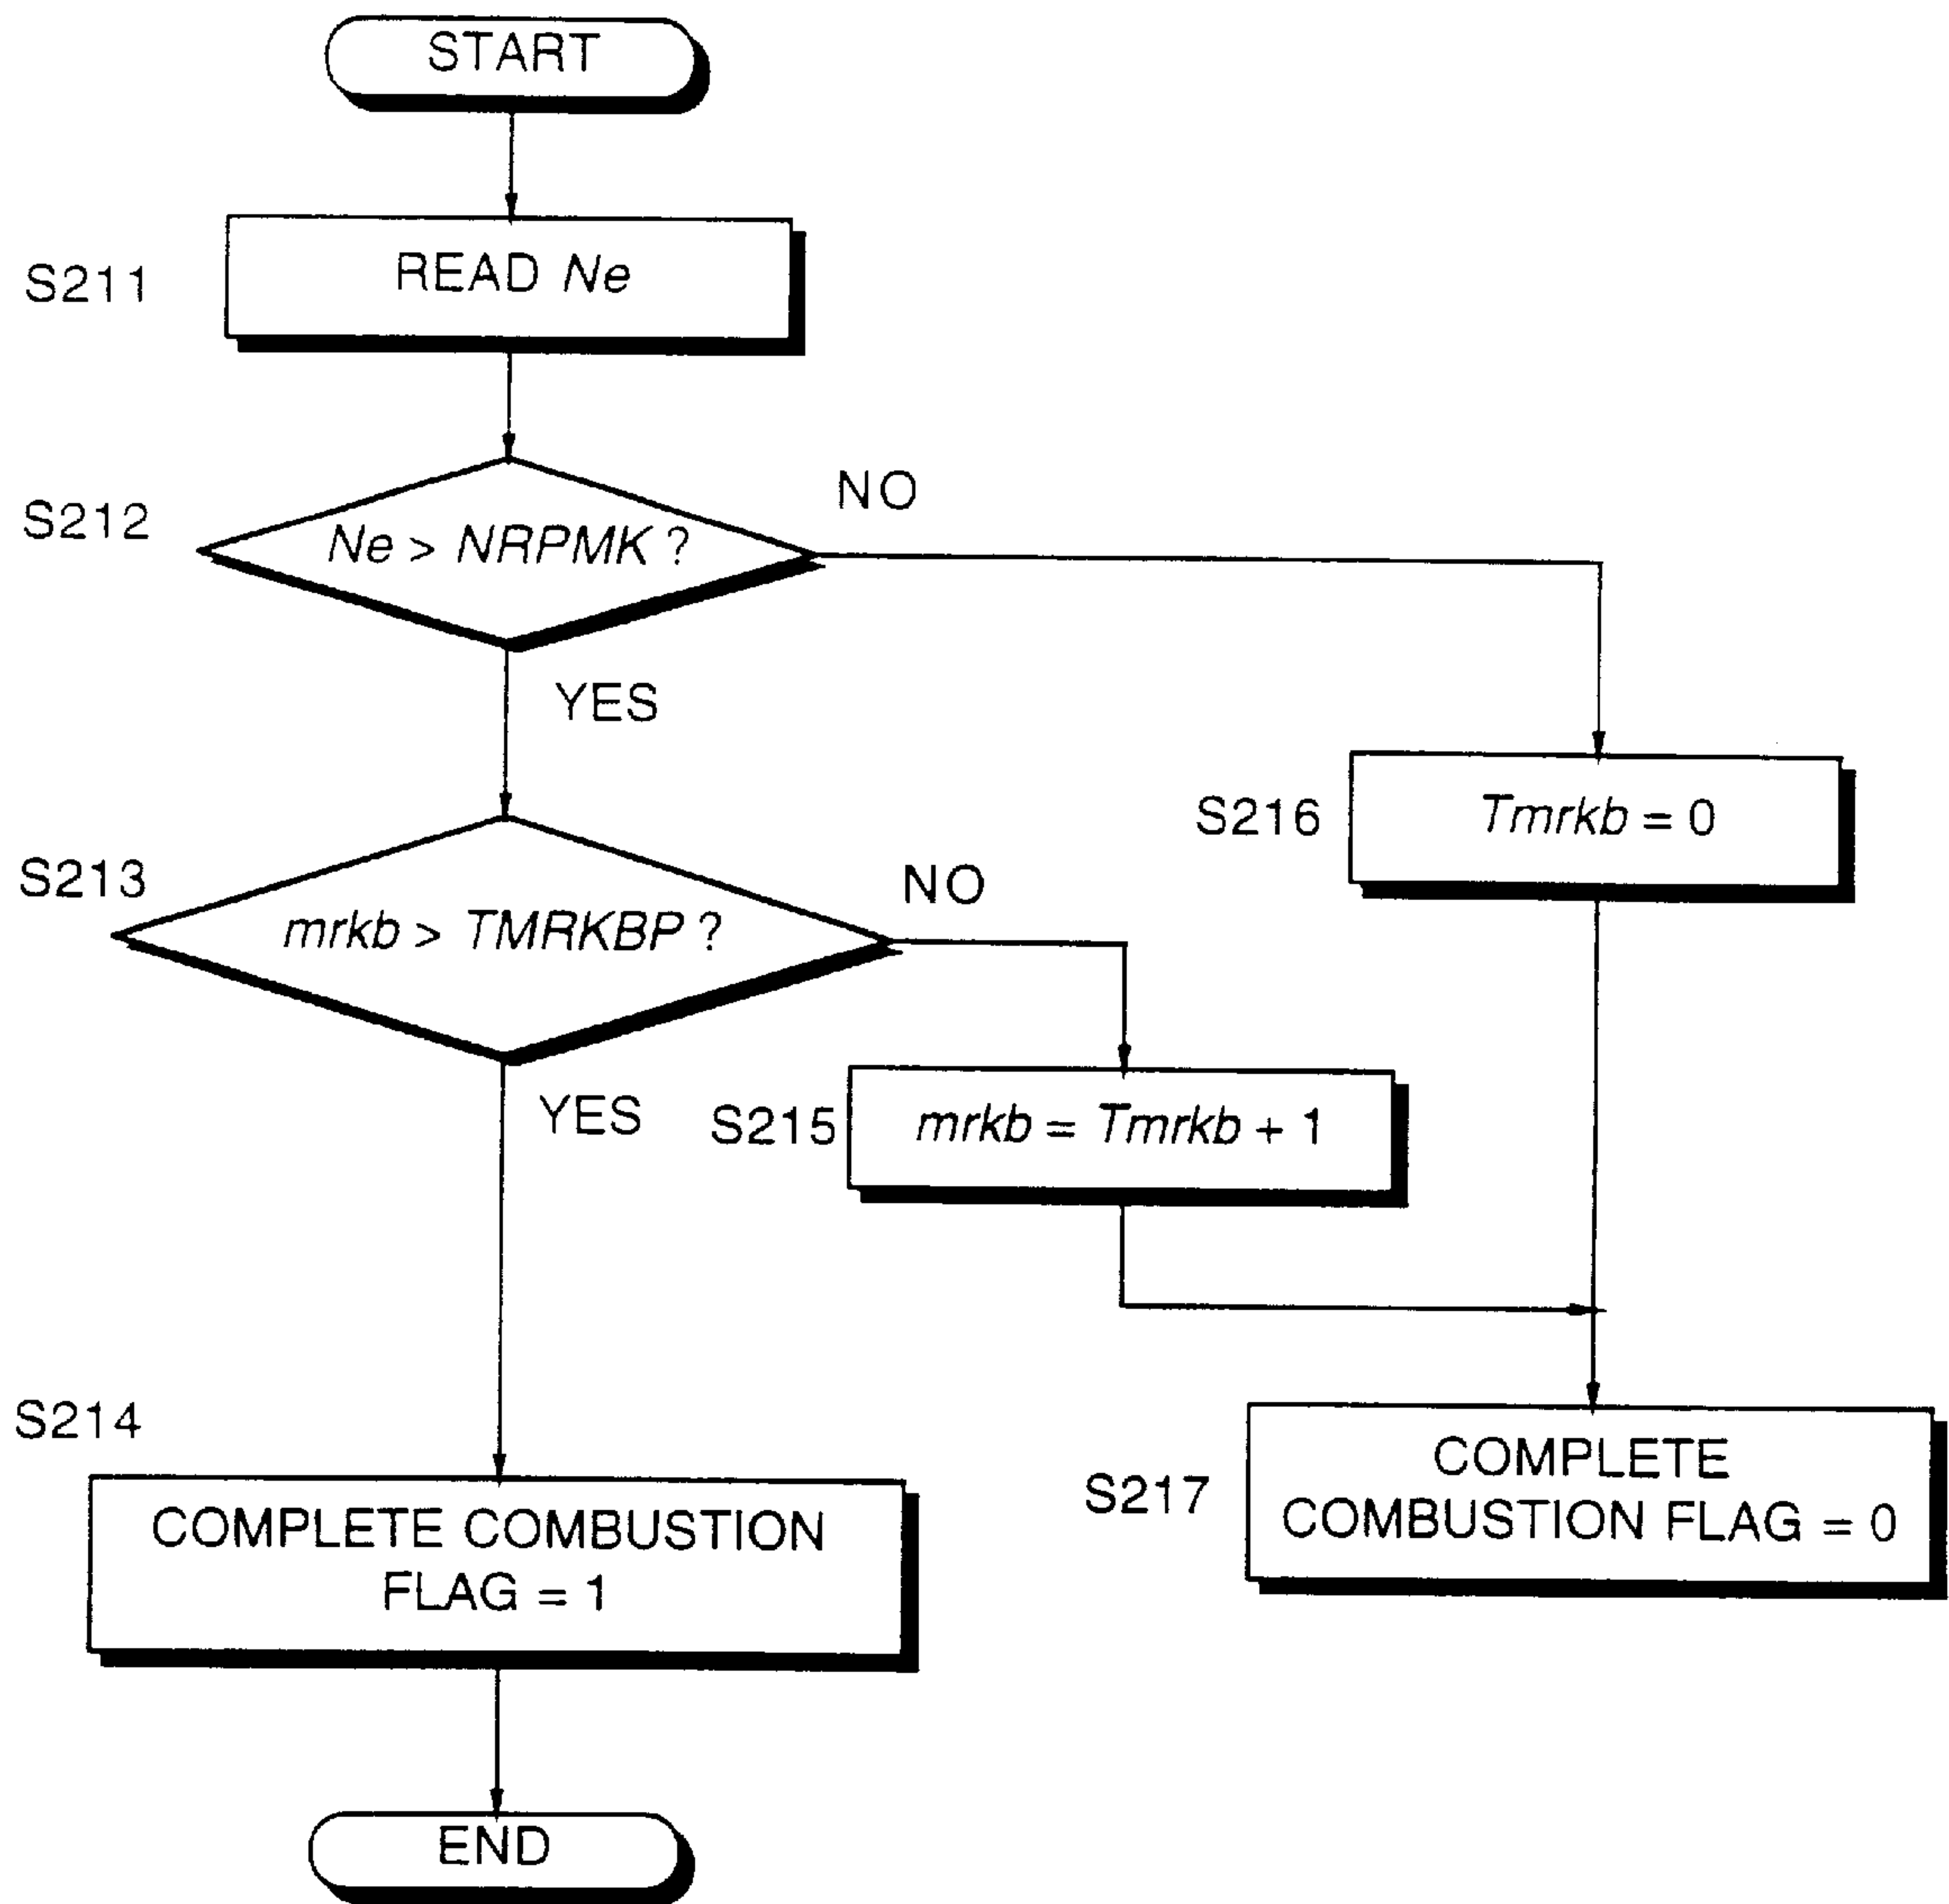 START
S211
READ Ne
S212
Ne > NRPMK ?
NO
YES
S213
mrkb > TMRKBP ?
NO
YES
S216
Tmrkb = 0
S215
mrkb = Tmrkb + 1
S214
COMPLETE COMBUSTION
FLAG = 1
S217
COMPLETE
COMBUSTION FLAG = 0
END